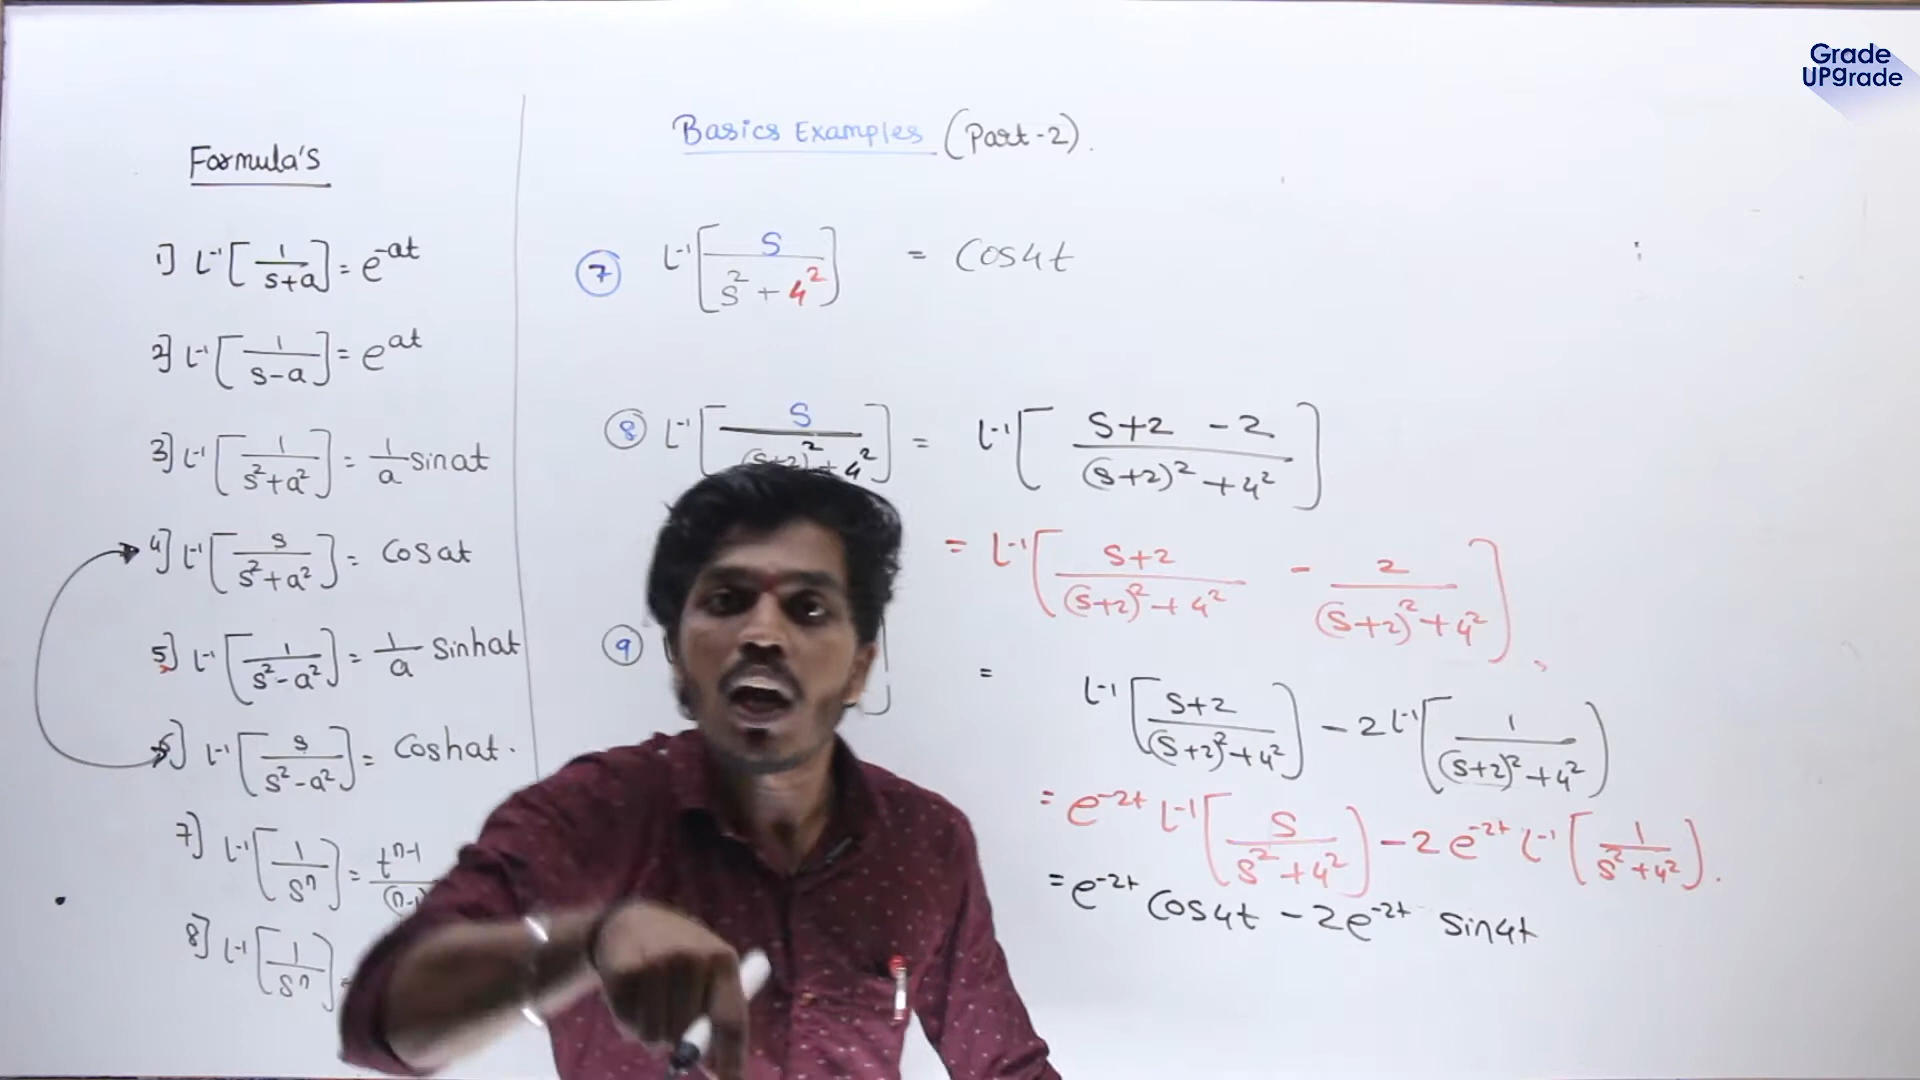 Grade
UPgrade
Formula's
1] L⁻¹[1/(s+a)] = e^-at
2] L⁻¹[1/(s-a)] = e^at
3] L⁻¹[1/(s²+a²)] = 1/a sinat
4] L⁻¹[s/(s²+a²)] = cosat
5] L⁻¹[1/(s²-a²)] = 1/a Sinhat
6] L⁻¹[s/(s²-a²)] = Coshat.
7] L⁻¹[1/sⁿ] = t^n-1/(n-1)
8] L⁻¹[1/sⁿ] =
Basics Examples (Part-2).
7 L⁻¹[S/(s²+4²)] = Cos4t
8 L⁻¹[S/((s+2)²+4²)] = L⁻¹[(S+2 -2)/((s+2)²+4²)]
= L⁻¹[(S+2)/((s+2)²+4²) - 2/((s+2)²+4²)]
9
= L⁻¹[(S+2)/((s+2)²+4²)] - 2L⁻¹[1/((s+2)²+4²)]
= e^-2t L⁻¹[S/(s²+4²)] - 2e^-2t L⁻¹[1/(s²+4²)].
= e^-2t Cos4t - 2e^-2t sin4t